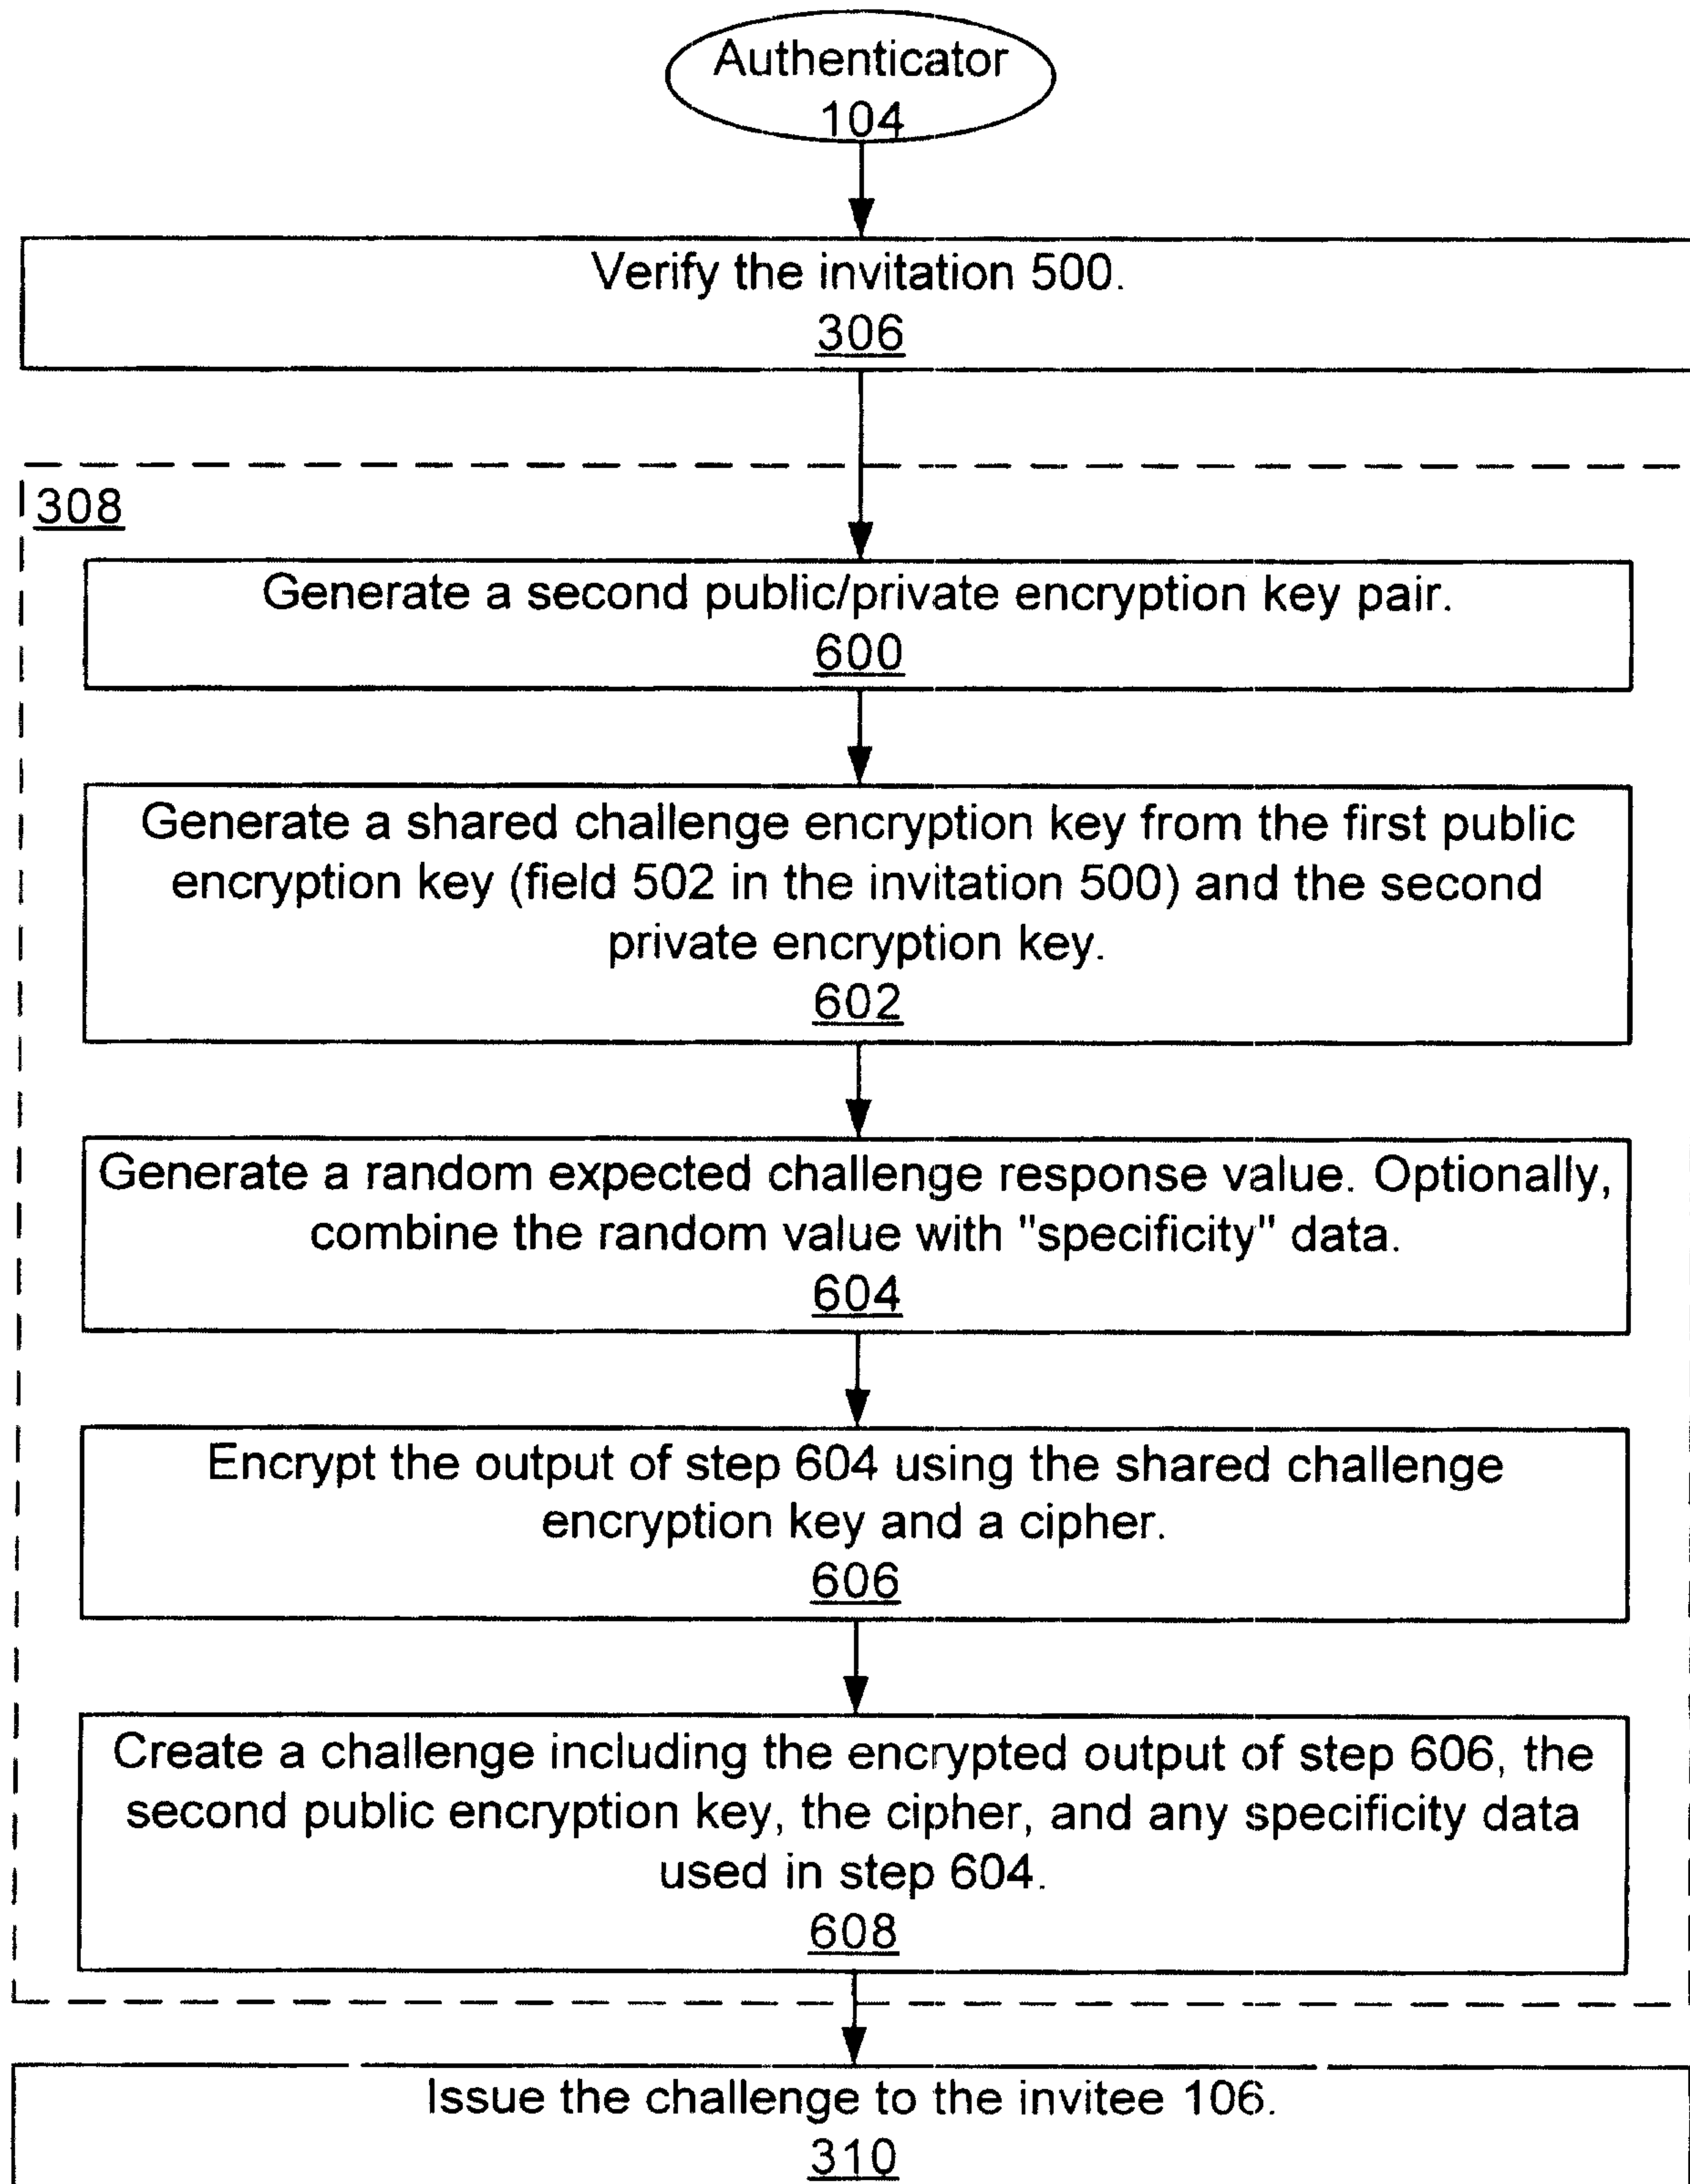 Authenticator
104
Verify the invitation 500.
306
308
Generate a second public/private encryption key pair.
600
Generate a shared challenge encryption key from the first public
encryption key (field 502 in the invitation 500) and the second
private encryption key.
602
Generate a random expected challenge response value. Optionally,
combine the random value with "specificity" data.
604
Encrypt the output of step 604 using the shared challenge
encryption key and a cipher.
606
Create a challenge including the encrypted output of step 606, the
second public encryption key, the cipher, and any specificity data
used in step 604.
608
Issue the challenge to the invitee 106.
310